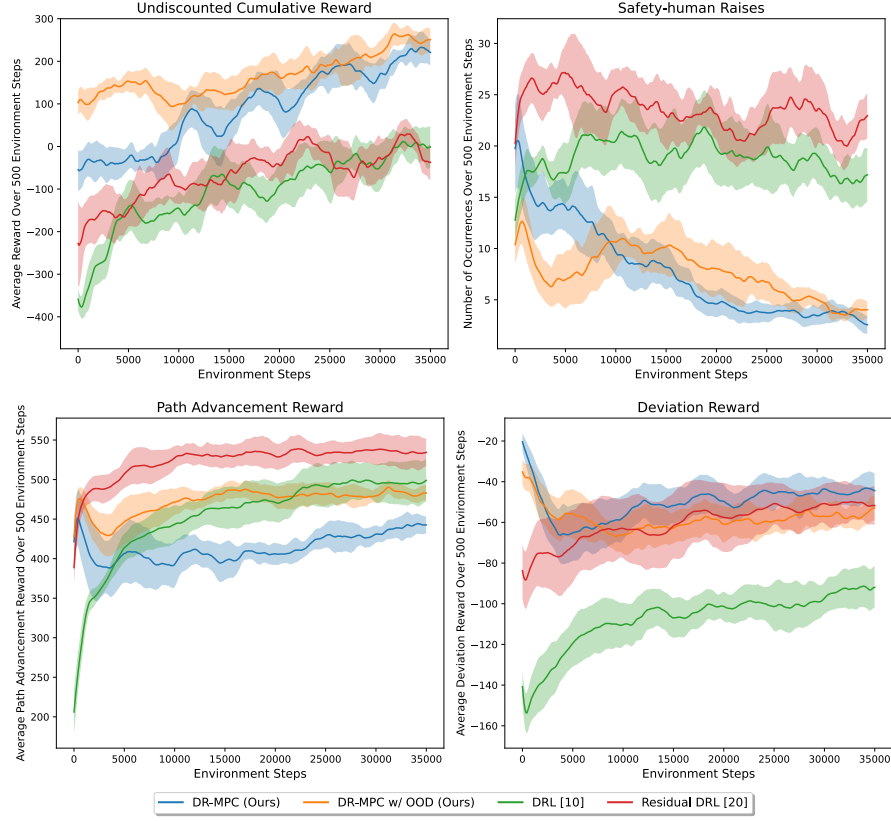 Undiscounted Cumulative Reward
Average Reward Over 500 Environment Steps
300
200
100
0
−100
−200
−300
−400
0 5000 10000 15000 20000 25000 30000 35000
Environment Steps
Safety-human Raises
Number of Occurrences Over 500 Environment Steps
30
25
20
15
10
5
0 5000 10000 15000 20000 25000 30000 35000
Environment Steps
Path Advancement Reward
Average Path Advancement Reward Over 500 Environment Steps
550
500
450
400
350
300
250
200
0 5000 10000 15000 20000 25000 30000 35000
Environment Steps
Deviation Reward
Average Deviation Reward Over 500 Environment Steps
−20
−40
−60
−80
−100
−120
−140
−160
0 5000 10000 15000 20000 25000 30000 35000
Environment Steps
DR-MPC (Ours) DR-MPC w/ OOD (Ours) DRL [10] Residual DRL [20]